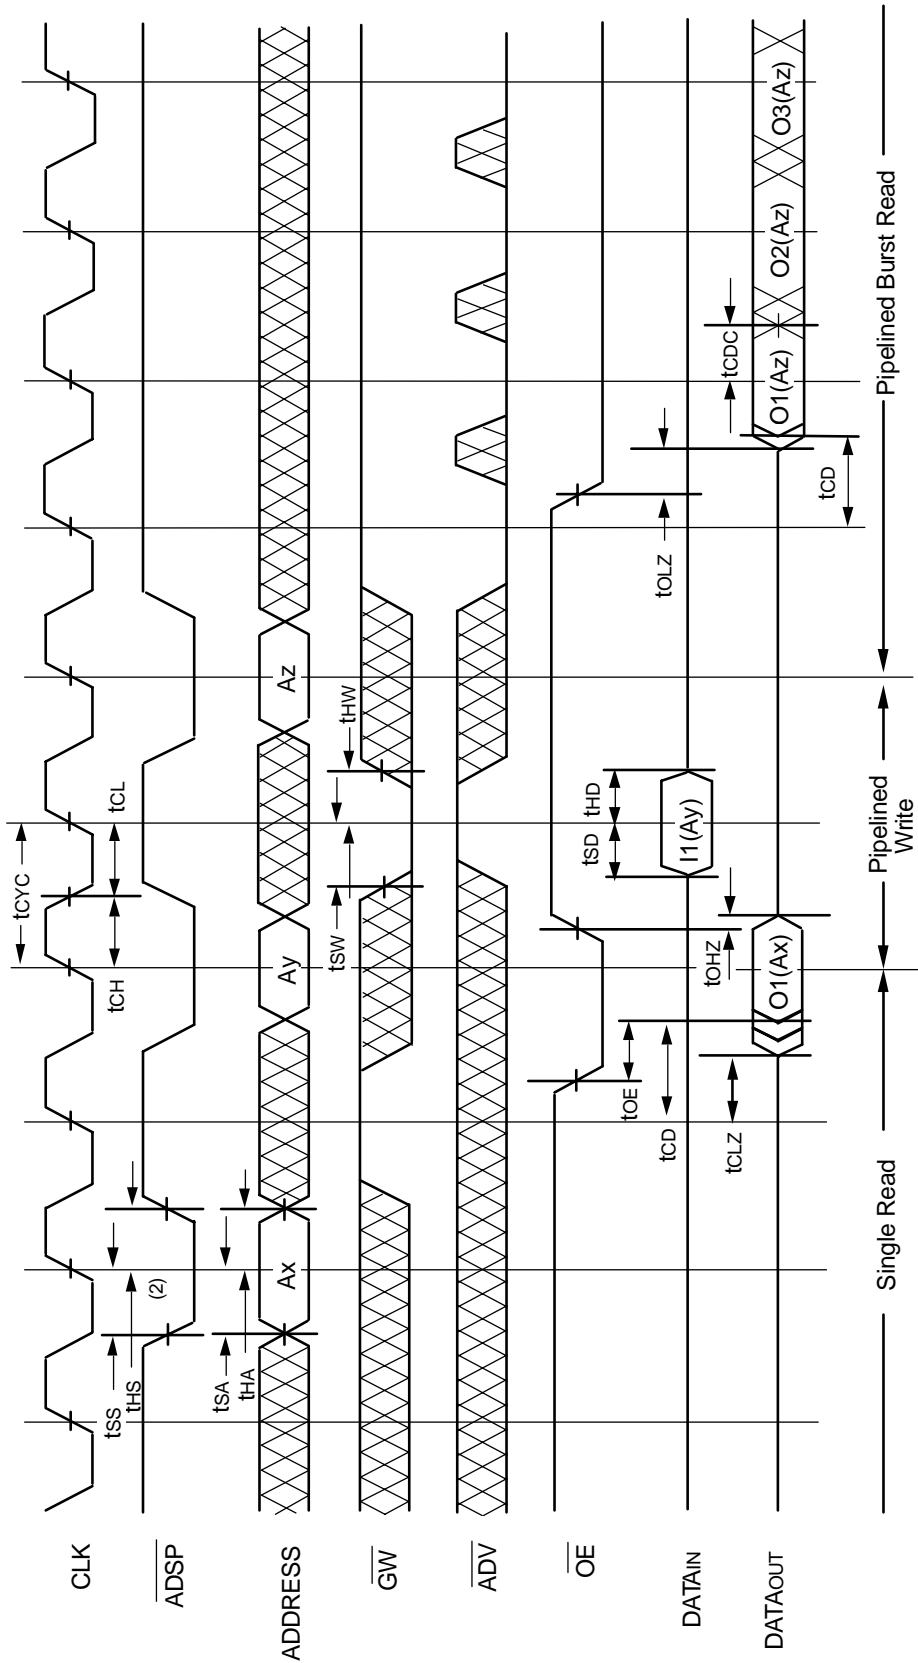 CLK
tCYC
tCH
tCL
ADSP
tSS
tHS
(2)
ADDRESS
tSA
tHA
Ax
Ay
Az
GW
tSW
tHW
ADV
OE
tOE
tOLZ
DATAIN
tSD
tHD
I1(Ay)
tCD
tOHZ
DATAOUT
tCLZ
O1(Ax)
tCDC
O1(Az)
O2(Az)
O3(Az)
tCD
Single Read
Pipelined
Write
Pipelined Burst Read